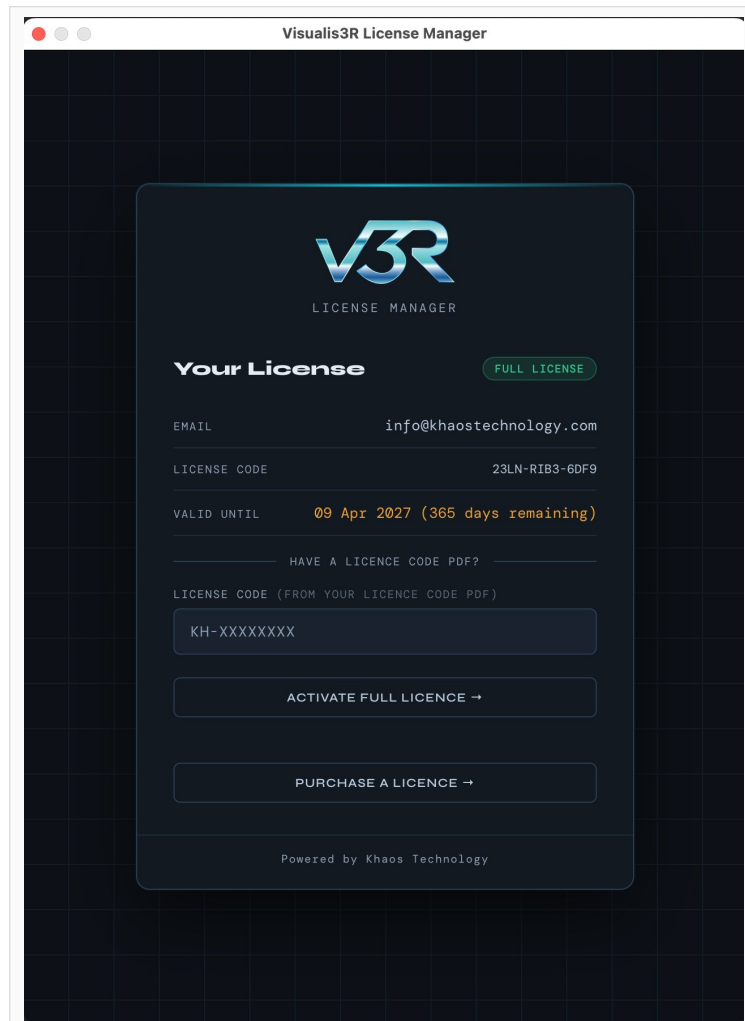 Visualis3R License Manager
V3R
LICENSE MANAGER
Your License
FULL LICENSE
EMAIL
info@khaostechnology.com
LICENSE CODE
23LN-RIB3-6DF9
VALID UNTIL
09 Apr 2027 (365 days remaining)
HAVE A LICENCE CODE PDF?
LICENSE CODE (FROM YOUR LICENCE CODE PDF)
KH-XXXXXXXX
ACTIVATE FULL LICENCE →
PURCHASE A LICENCE →
Powered by Khaos Technology